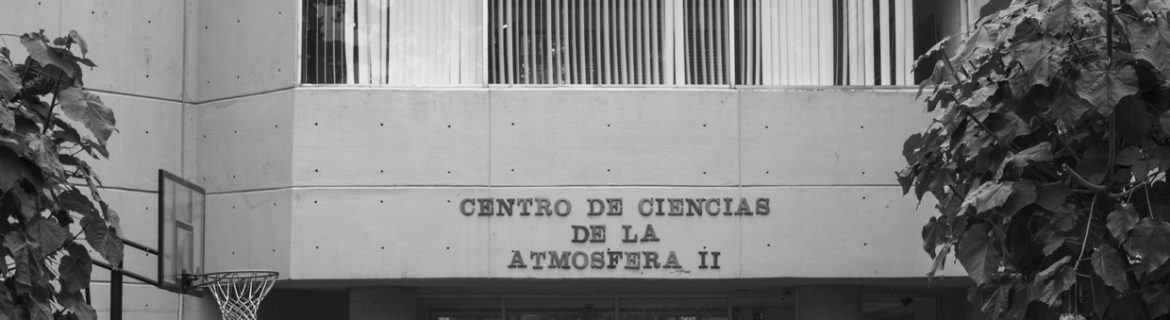 CENTRO DE CIENCIAS
DE LA
ATMOSFERA II